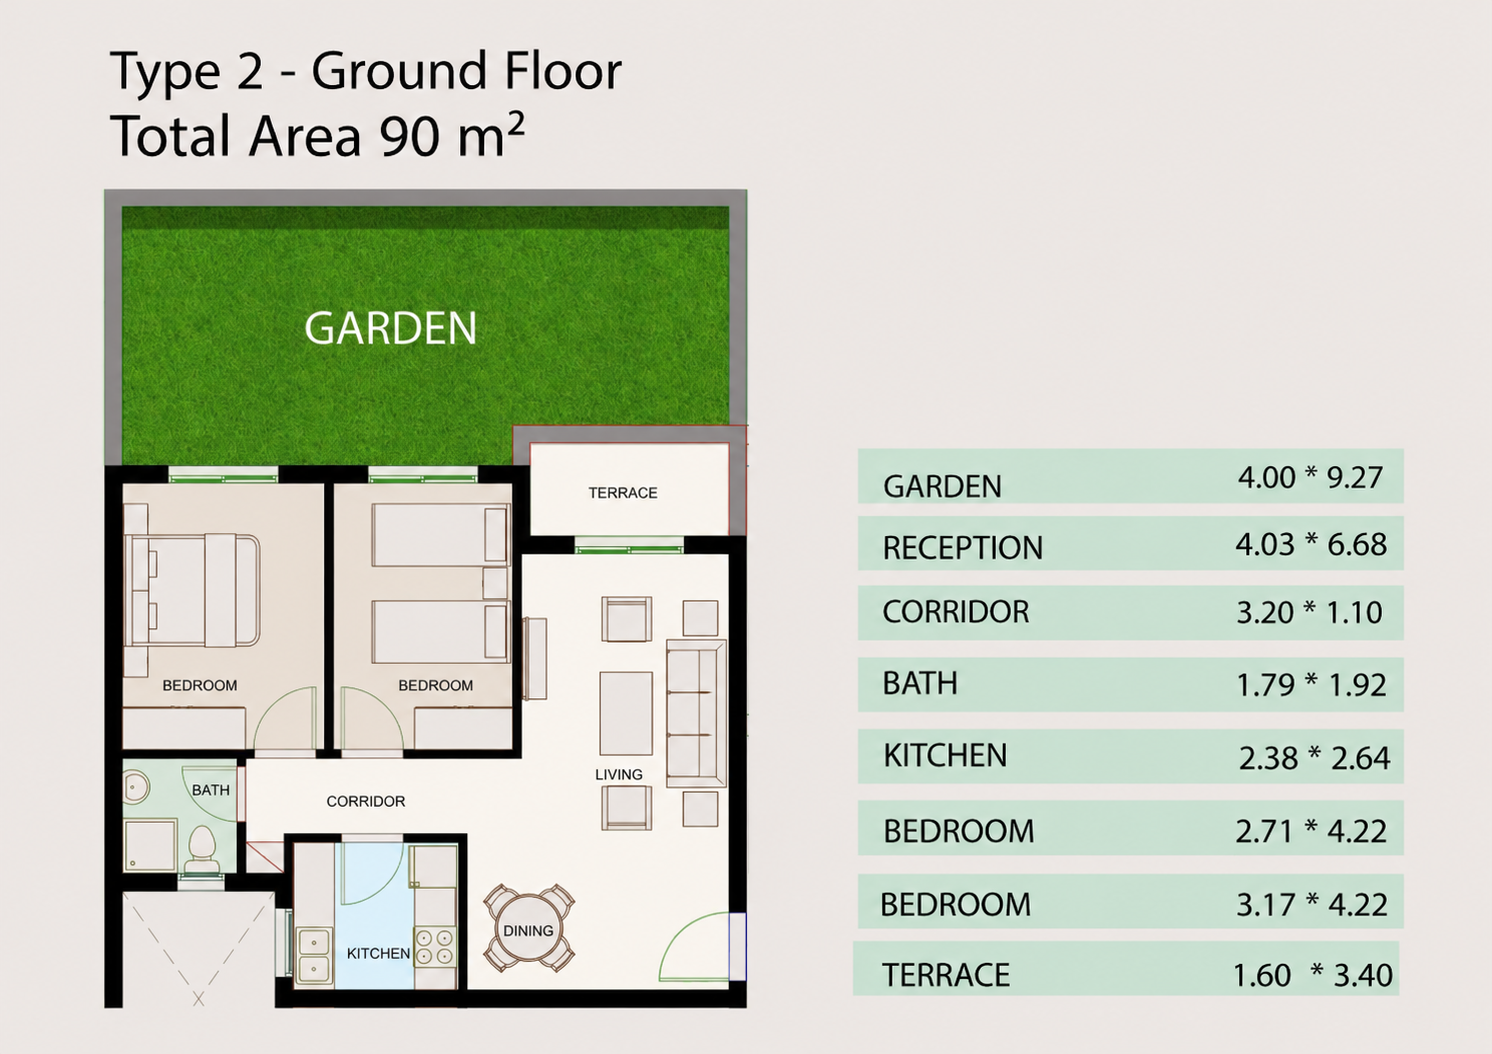 Type 2 - Ground Floor
Total Area 90 m²
GARDEN
TERRACE
BEDROOM
BEDROOM
LIVING
BATH
CORRIDOR
DINING
KITCHEN
GARDEN 4.00 * 9.27
RECEPTION 4.03 * 6.68
CORRIDOR 3.20 * 1.10
BATH 1.79 * 1.92
KITCHEN 2.38 * 2.64
BEDROOM 2.71 * 4.22
BEDROOM 3.17 * 4.22
TERRACE 1.60 * 3.40